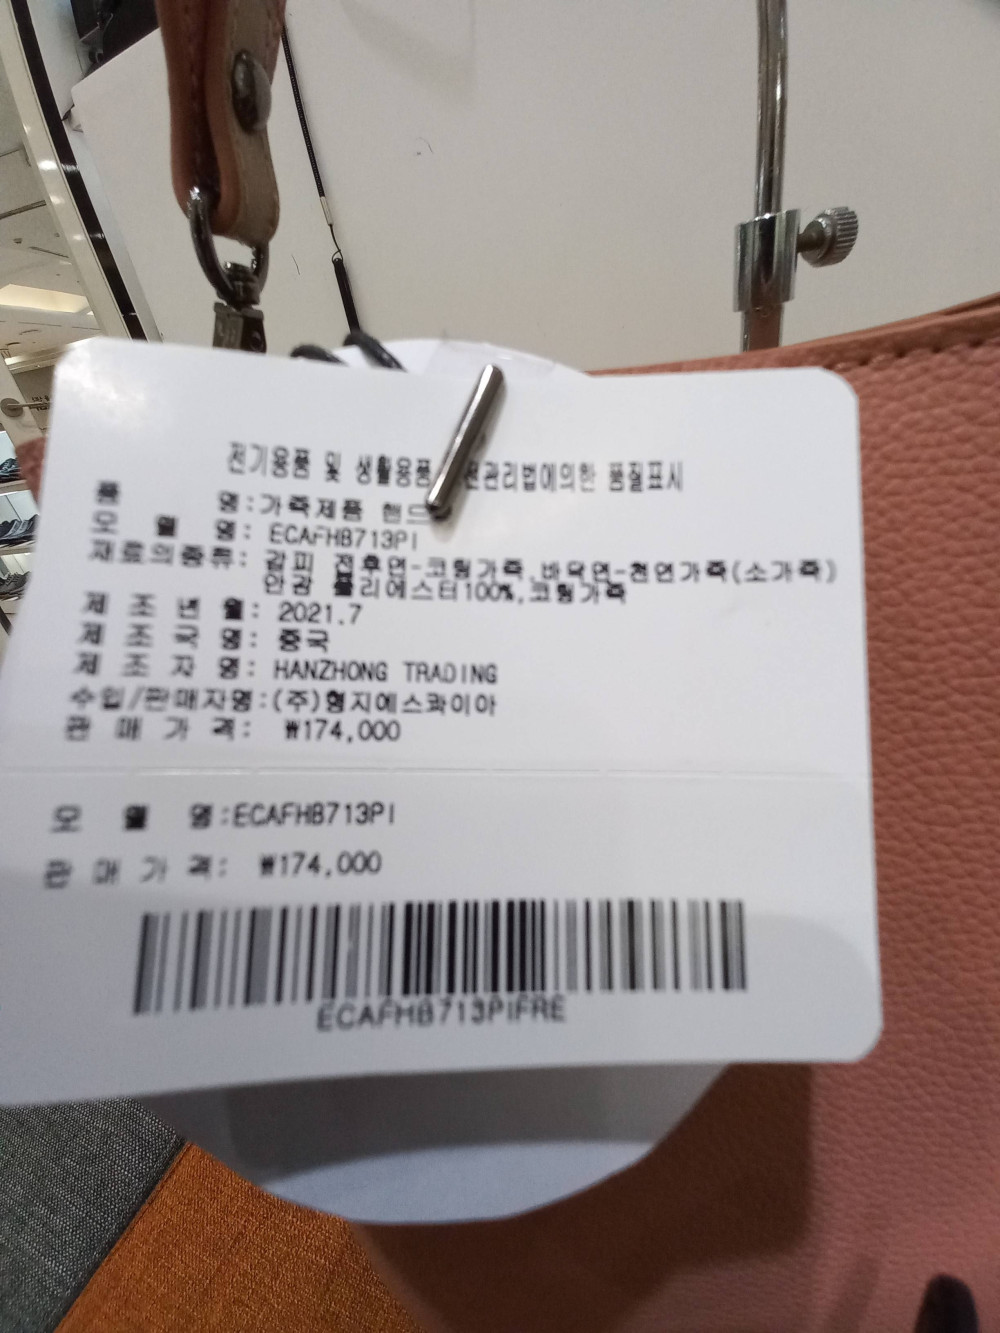 전기용품 및 생활용품 전관리법에의한 품질표시
품 명:가죽제품 핸드
모 델 명: ECAFHB713PI
재료의종류: 겉피 전후면-코팅가죽,바닥면-천연가죽(소가죽)
안감 폴리에스터100%,코팅가죽
제 조 년 월: 2021.7
제 조 국 명: 중국
제 조 자 명: HANZHONG TRADING
수입/판매자명:(주)형지에스콰이아
판 매 가 격: ₩174,000
모 델 명:ECAFHB713PI
판 매 가 격: ₩174,000
ECAFHB713PIFRE